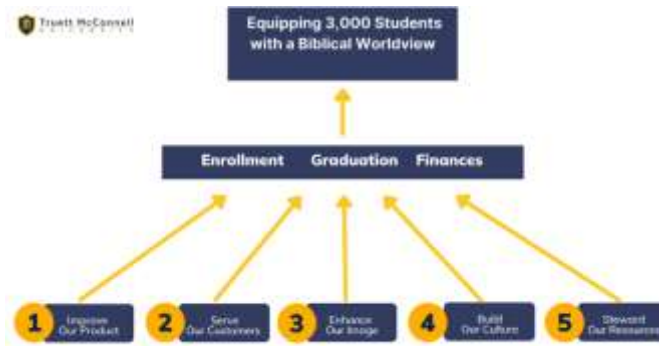 Truett McConnell
UNIVERSITY
Equipping 3,000 Students
with a Biblical Worldview
Enrollment Graduation Finances
1 Improve
Our Product
2 Serve
Our Customers
3 Enhance
Our Image
4 Build
Our Culture
5 Steward
Our Resources